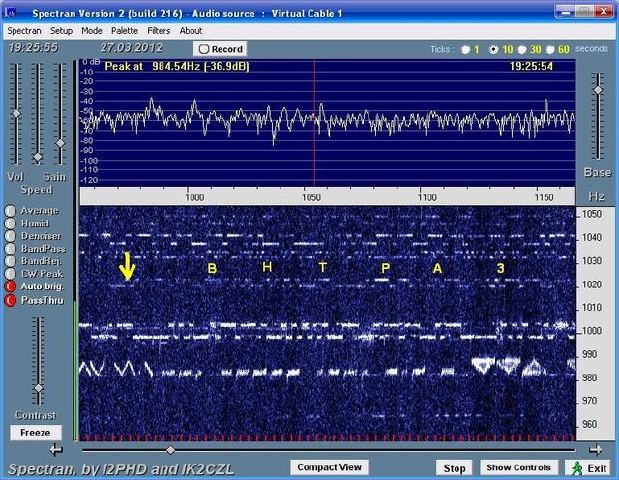 Spectran Version 2 (build 216) - Audio source : Virtual Cable 1
Spectran Setup Mode Palette Filters About
19:25:55 27.03.2012 Record Ticks : 1 10 30 60 seconds
0 dB Peak at 984.54Hz [-36.9dB] 19:25:54
-10
-20
-30
-40
-50
-60
-70
-80
-90
-100
-110
-120
Vol Gain
Speed
Base
1000 1050 1100 1150 Hz
Average
Humid
Denoiser
BandPass
BandRej.
CW Peak
Auto brig.
PassThru
B H T P A 3
1050
1040
1030
1020
1010
1000
990
980
970
960
Contrast
Freeze
Spectran, by I2PHD and IK2CZL
Compact View Stop Show Controls Exit